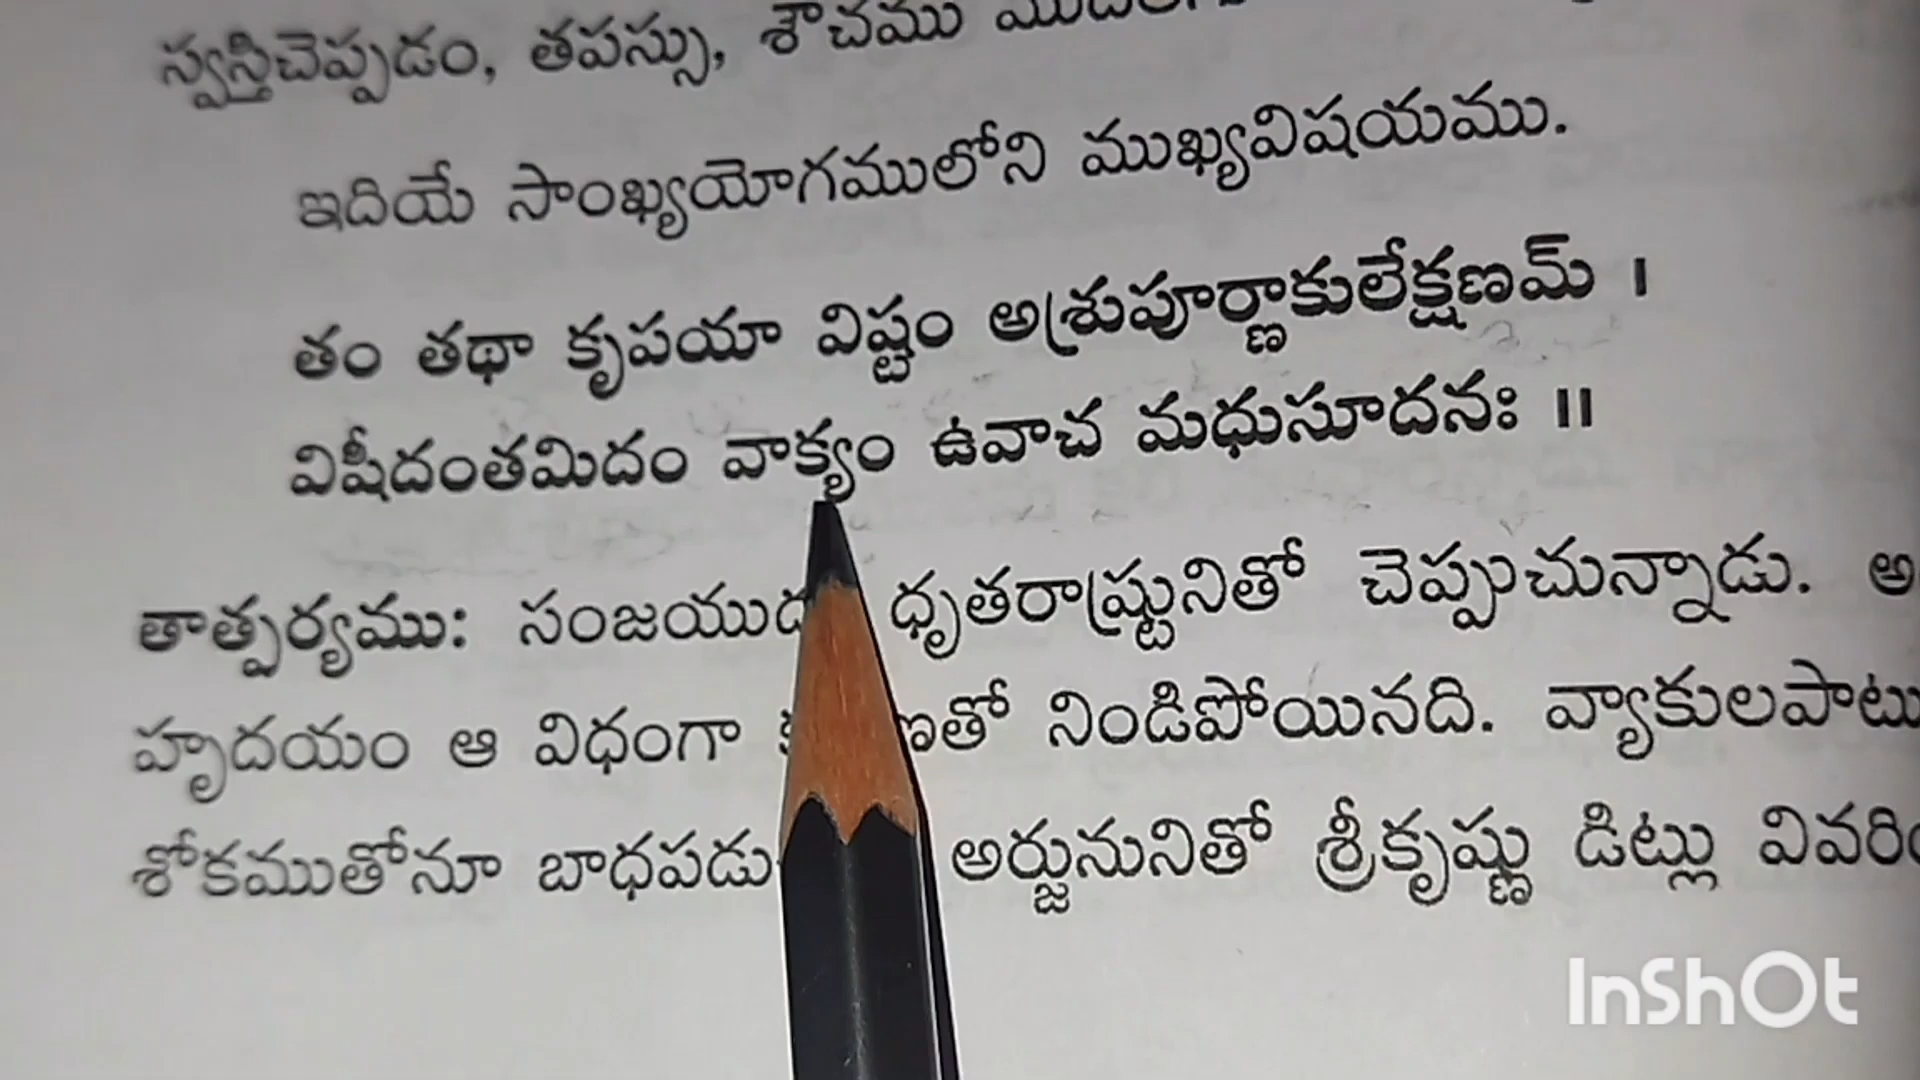 స్వస్తిచెప్పడం, తపస్సు, శౌచము
ఇదియే సాంఖ్యయోగములోని ముఖ్యవిషయము.
తం తథా కృపయా విష్టం అశ్రుపూర్ణాకులేక్షణమ్ ।
విషీదంతమిదం వాక్యం ఉవాచ మధుసూదనః ॥
తాత్పర్యము: సంజయుడు ధృతరాష్ట్రునితో చెప్పుచున్నాడు.
హృదయం ఆ విధంగా నిండిపోయినది. వ్యాకులపాటు
శోకముతోనూ బాధపడు అర్జునునితో శ్రీకృష్ణు డిట్లు
InShOt